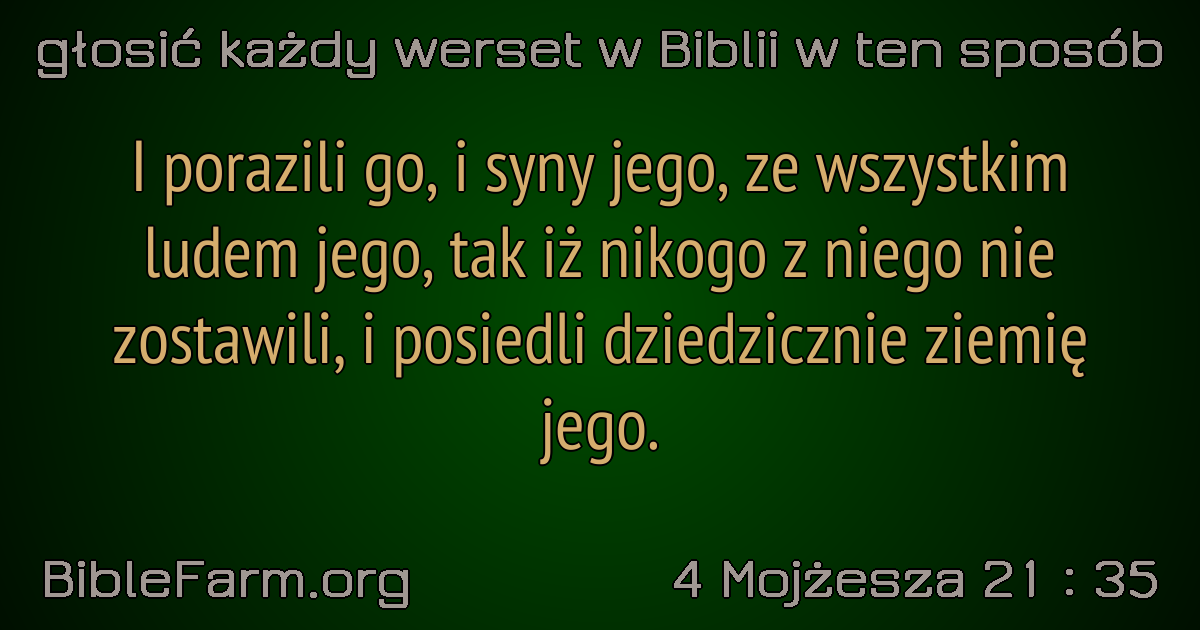 głosić każdy werset w Biblii w ten sposób
I porazili go, i syny jego, ze wszystkim
ludem jego, tak iż nikogo z niego nie
zostawili, i posiedli dziedzicznie ziemię
jego.
BibleFarm.org
4 Mojżesza 21 : 35